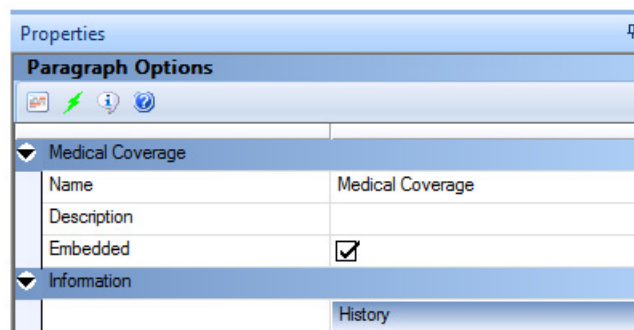 Properties
Paragraph Options
Medical Coverage
Name Medical Coverage
Description
Embedded
Information
History